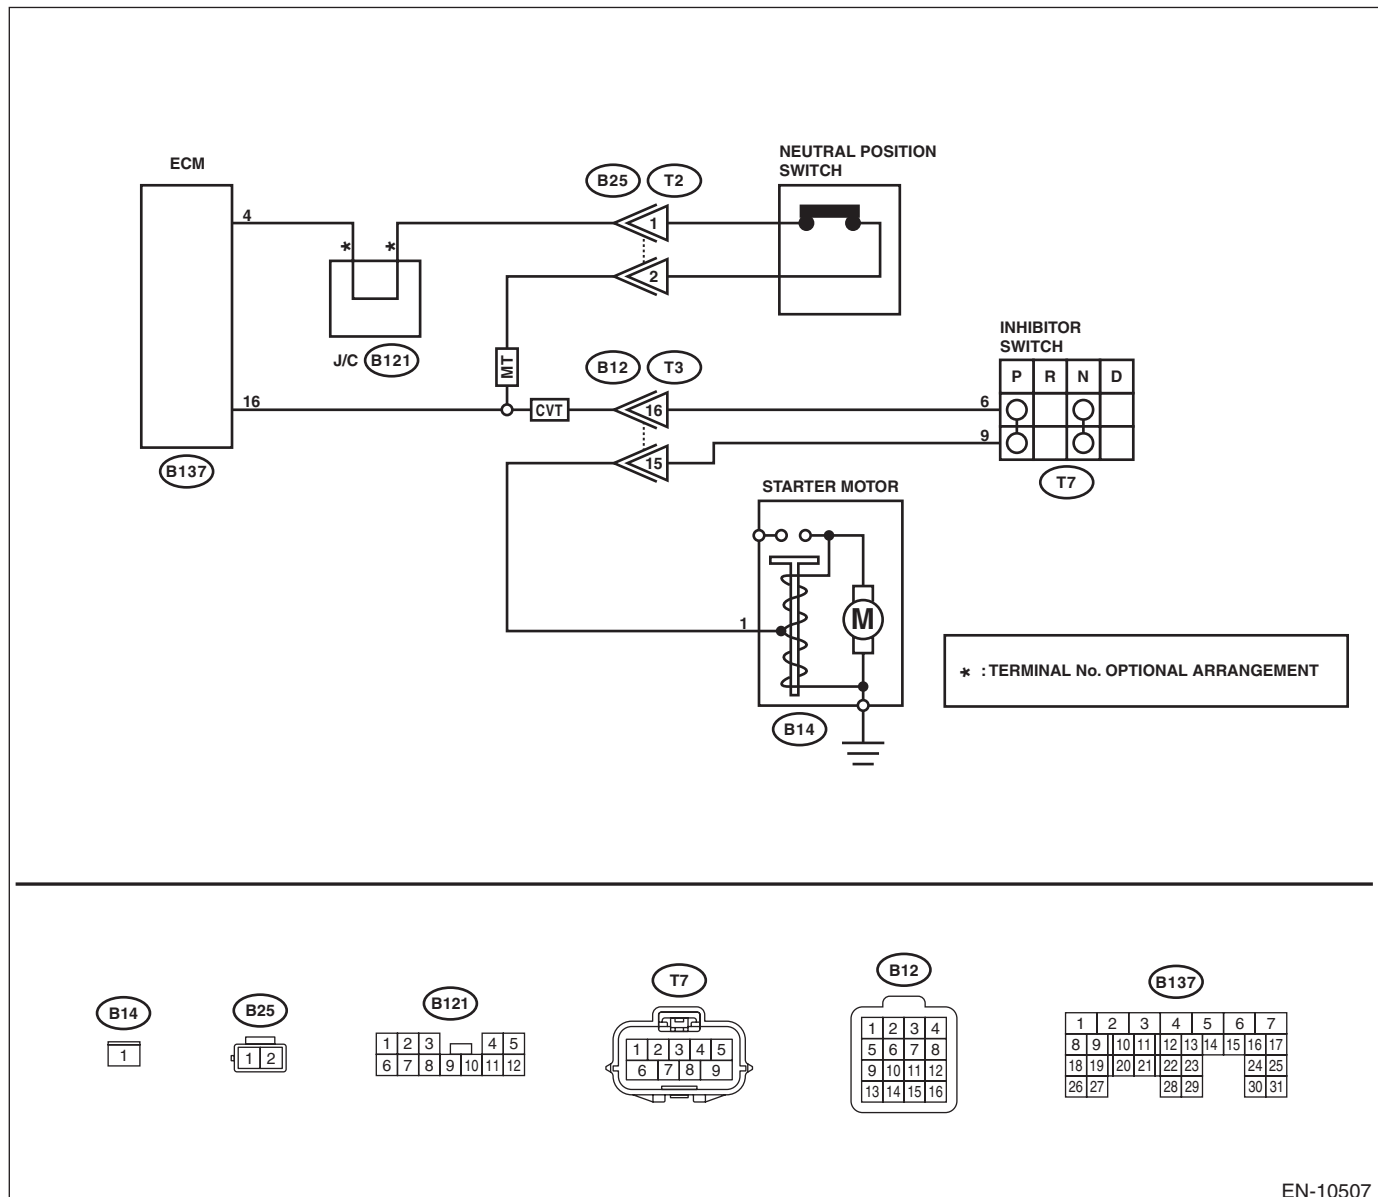 NEUTRAL POSITION
SWITCH
ECM
B25 T2
4
* *
1
2
INHIBITOR
SWITCH
J/C B121
MT
B12 T3
P R N D
16
CVT
16
6
9
15
B137
T7
STARTER MOTOR
M
1
* : TERMINAL No. OPTIONAL ARRANGEMENT
B14
B14
1
B25
1 2
B121
1 2 3 4 5
6 7 8 9 10 11 12
T7
1 2 3 4 5
6 7 8 9
B12
1 2 3 4
5 6 7 8
9 10 11 12
13 14 15 16
B137
1 2 3 4 5 6 7
8 9 10 11 12 13 14 15 16 17
18 19 20 21 22 23 24 25
26 27 28 29 30 31
EN-10507